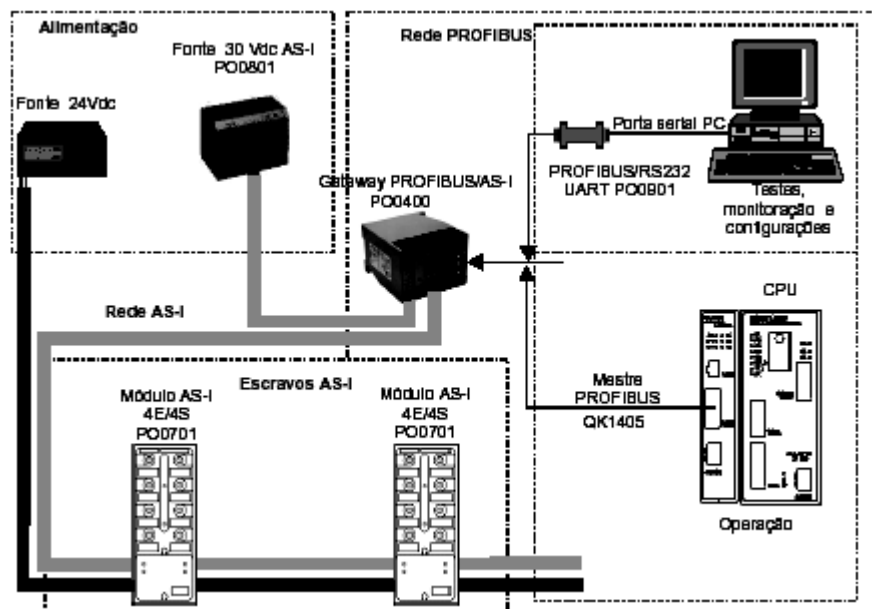 Alimentação
Fonte 30 Vdc AS-I
PO0801
Fonte 24Vdc
Rede PROFIBUS
Porta serial PC
PROFIBUS/RS232
UART PO0901
Testes,
monitoração e
configurações
Gateway PROFIBUS/AS-I
PO0400
Rede AS-I
CPU
Escravos AS-I
Módulo AS-I
4E/4S
PO0701
Módulo AS-I
4E/4S
PO0701
Mestre
PROFIBUS
QK1405
Operação